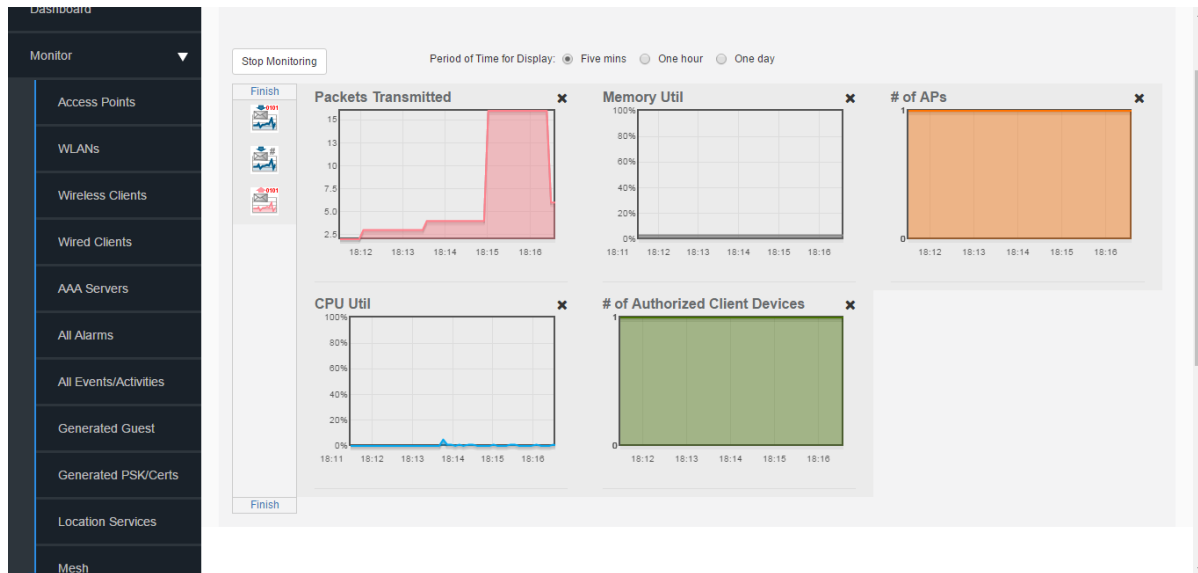 Dashboard
Monitor
Access Points
WLANs
Wireless Clients
Wired Clients
AAA Servers
All Alarms
All Events/Activities
Generated Guest
Generated PSK/Certs
Location Services
Mesh
Stop Monitoring
Period of Time for Display: Five mins One hour One day
Finish
0101
#
0101
Finish
Packets Transmitted
15
13
10
7.5
5.0
2.5
18:12 18:13 18:14 18:15 18:16
Memory Util
100%
80%
60%
40%
20%
0%
18:11 18:12 18:13 18:14 18:15 18:16
# of APs
1
0
18:12 18:13 18:14 18:15 18:16
CPU Util
100%
80%
60%
40%
20%
0%
18:11 18:12 18:13 18:14 18:15 18:16
# of Authorized Client Devices
1
0
18:12 18:13 18:14 18:15 18:16